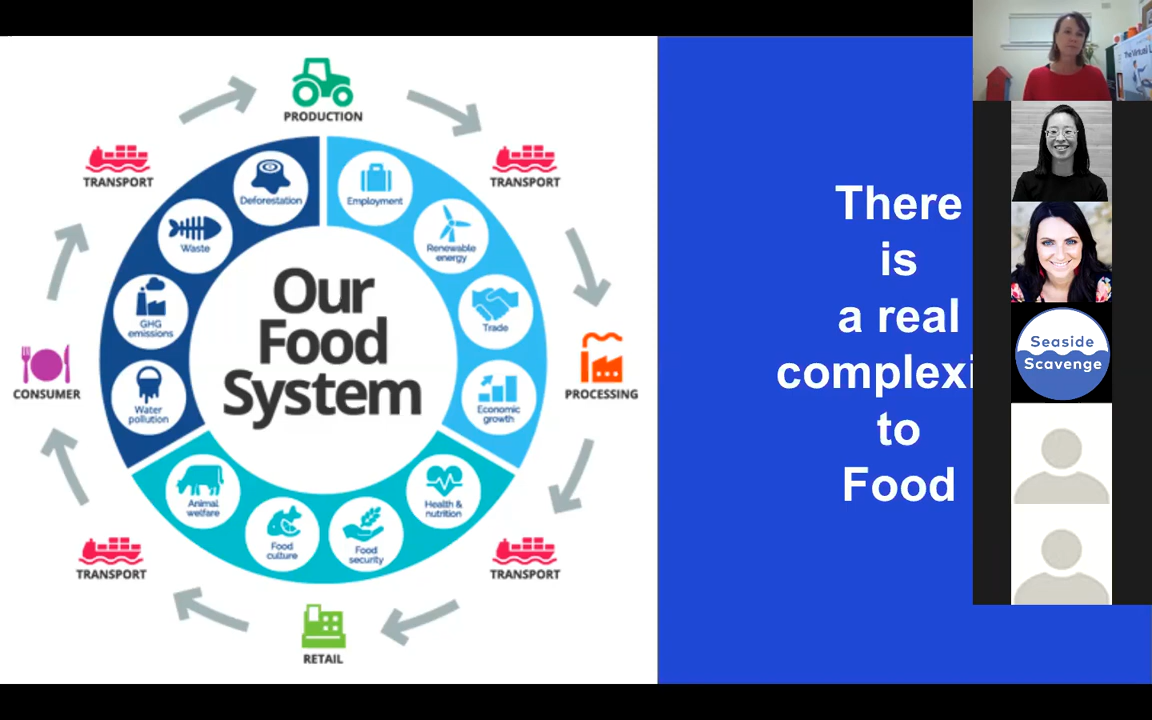 PRODUCTION
TRANSPORT
TRANSPORT
Deforestation
Employment
Waste
Renewable
energy
GHG
emissions
Trade
Our
Food
System
CONSUMER
PROCESSING
Water
pollution
Economic
growth
Animal
welfare
Health &
nutrition
Food
culture
Food
security
TRANSPORT
TRANSPORT
RETAIL
There
is
a real
complexi
to
Food
Seaside
Scavenge